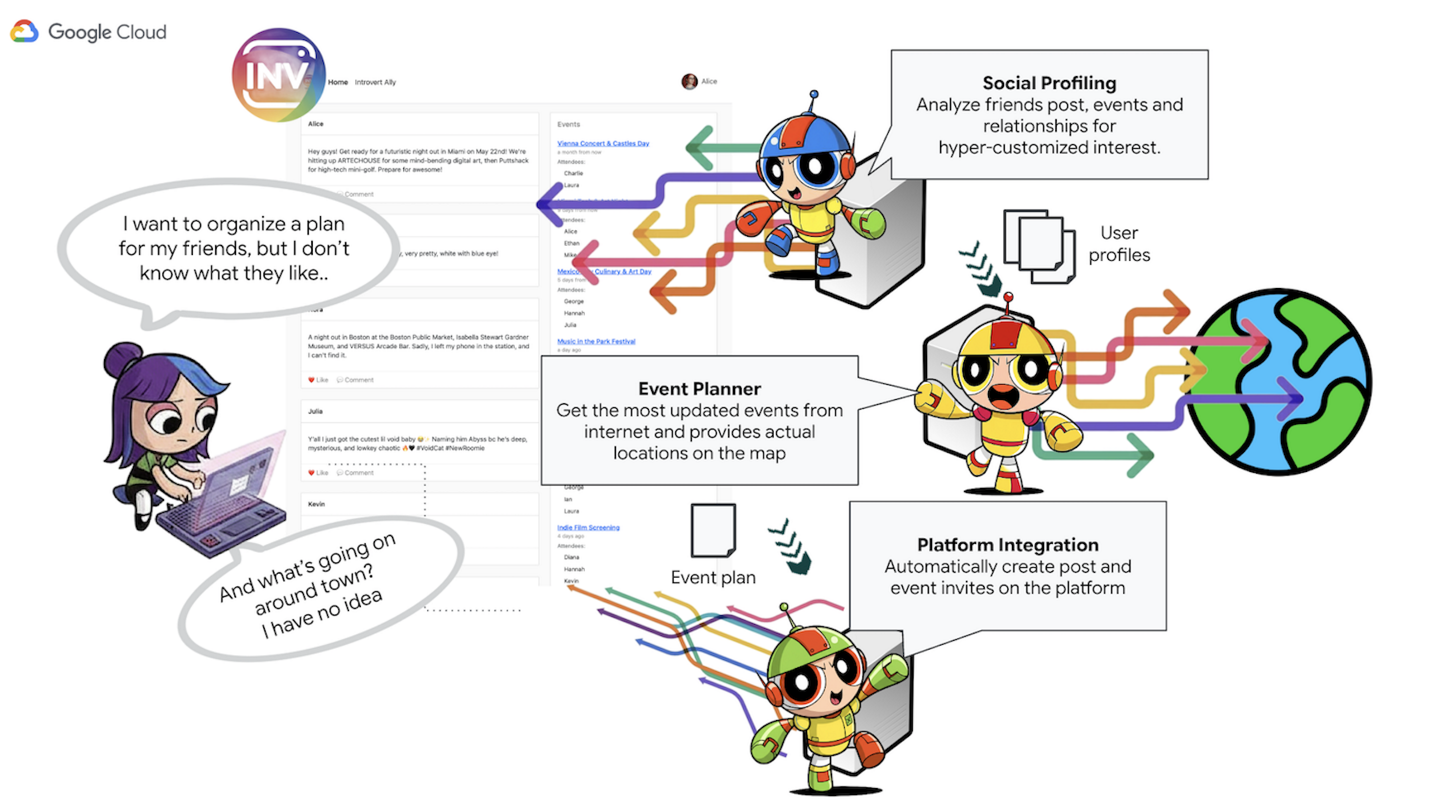 Google Cloud
INV
Home Introvert Ally
Alice
Alice
Hey guys! Get ready for a futuristic night out in Miami on May 22nd! We're
hitting up ARTECHOUSE for some mind-bending digital art, then Puttshack
for high-tech mini-golf. Prepare for awesome!
Comment
I want to organize a plan
for my friends, but I don't
know what they like..
, very pretty, white with blue eye!
A night out in Boston at the Boston Public Market, Isabella Stewart Gardner
Museum, and VERSUS Arcade Bar. Sadly, I left my phone in the station, and
I can't find it.
Like Comment
Julia
Y'all I just got the cutest lil void baby 😭✨ Naming him Abyss bc he's deep,
mysterious, and lowkey chaotic 🔥🖤 #VoidCat #NewRoomie
Like Comment
Kevin
And what's going on
around town?
I have no idea
Events
Vienna Concert & Castles Day
a month from now
Attendees:
Charlie
Laura
Attendees:
Alice
Ethan
Mike
Culinary & Art Day
5 days from
Attendees:
George
Hannah
Julia
Music in the Park Festival
a day ago
George
Ian
Laura
Indie Film Screening
4 days ago
Attendees:
Diana
Hannah
Kevin
Social Profiling
Analyze friends post, events and
relationships for
hyper-customized interest.
User
profiles
Event Planner
Get the most updated events from
internet and provides actual
locations on the map
Event plan
Platform Integration
Automatically create post and
event invites on the platform